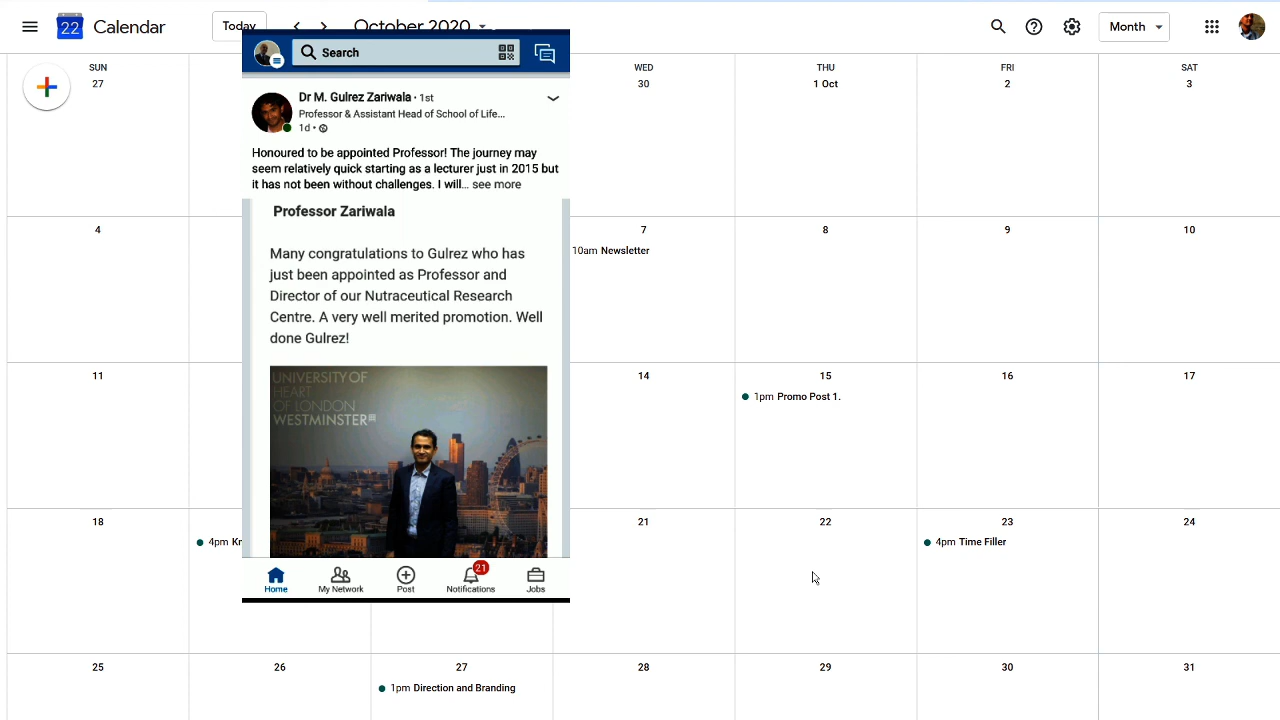 22 Calendar
Today
October 2020
Month
SUN
WED
THU
FRI
SAT
27
30
1 Oct
2
3
Search
Dr M. Gulrez Zariwala · 1st
Professor & Assistant Head of School of Life...
1d •
Honoured to be appointed Professor! The journey may
seem relatively quick starting as a lecturer just in 2015 but
it has not been without challenges. I will... see more
Professor Zariwala
Many congratulations to Gulrez who has
just been appointed as Professor and
Director of our Nutraceutical Research
Centre. A very well merited promotion. Well
done Gulrez!
UNIVERSITY OF
HEART
OF LONDON
WESTMINSTER
Home
My Network
Post
21
Notifications
Jobs
4
7
8
9
10
10am Newsletter
11
14
15
16
17
1pm Promo Post 1.
18
21
22
23
24
4pm
4pm Time Filler
25
26
27
28
29
30
31
1pm Direction and Branding